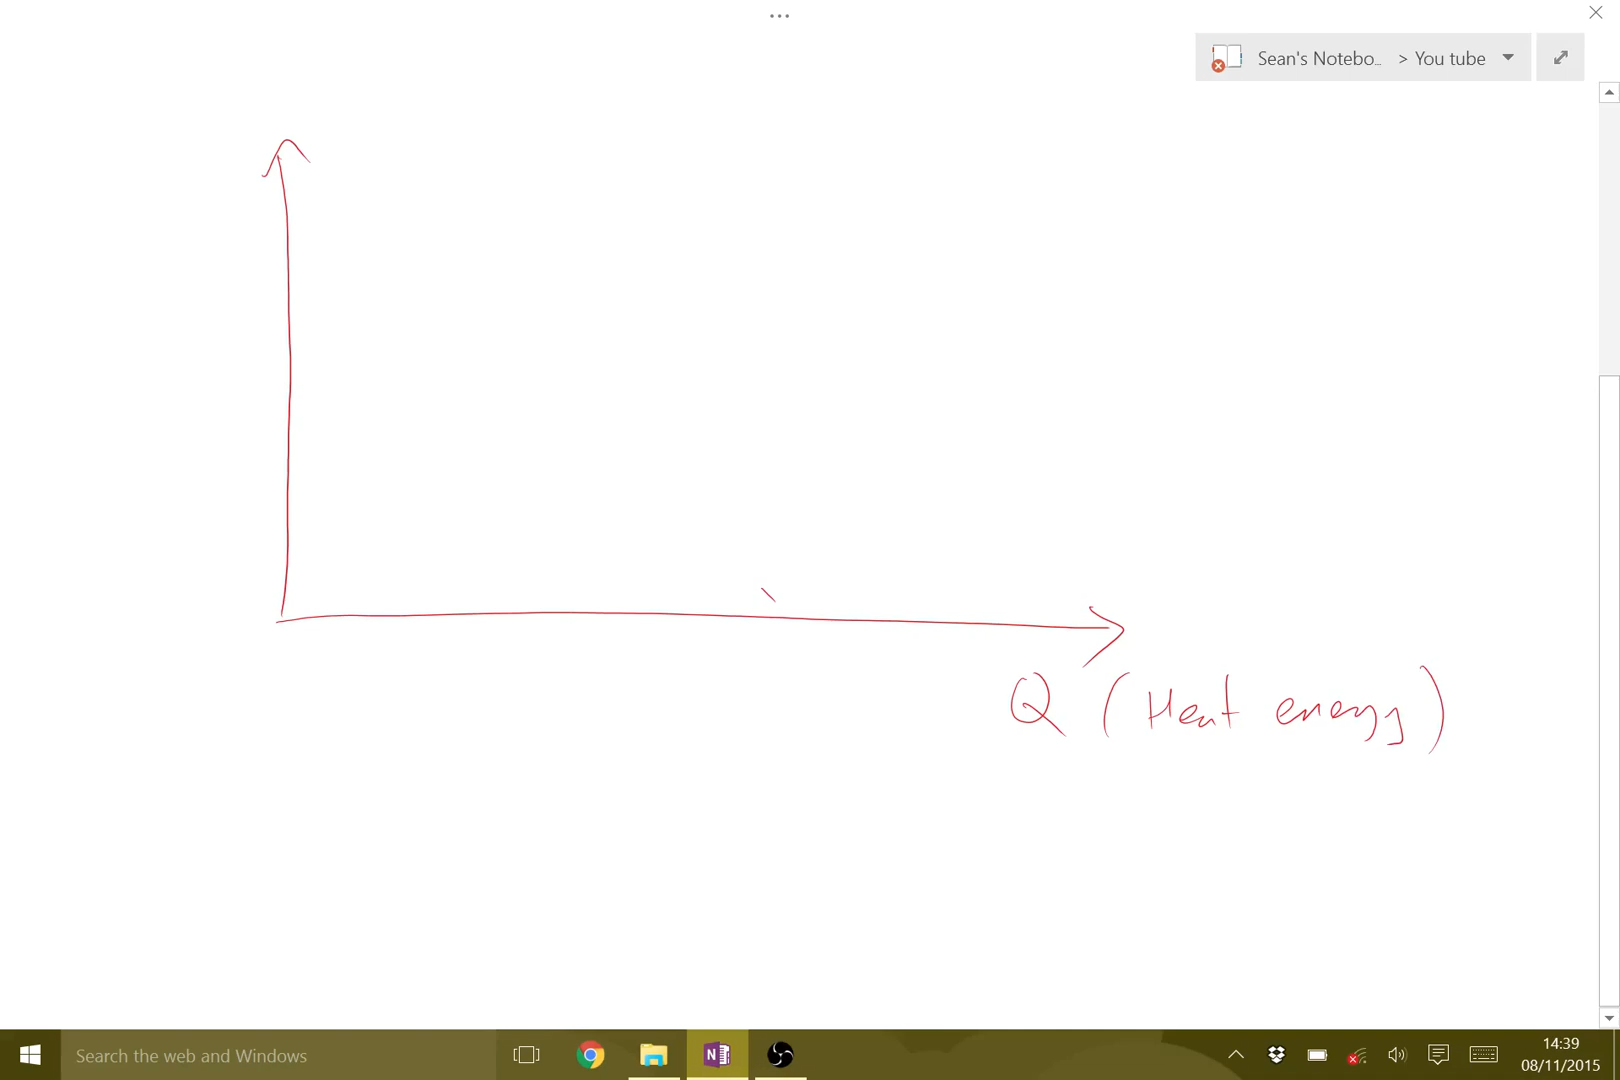 Sean's Notebo... > You tube
Q (Heat energy)
Search the web and Windows
14:39
08/11/2015